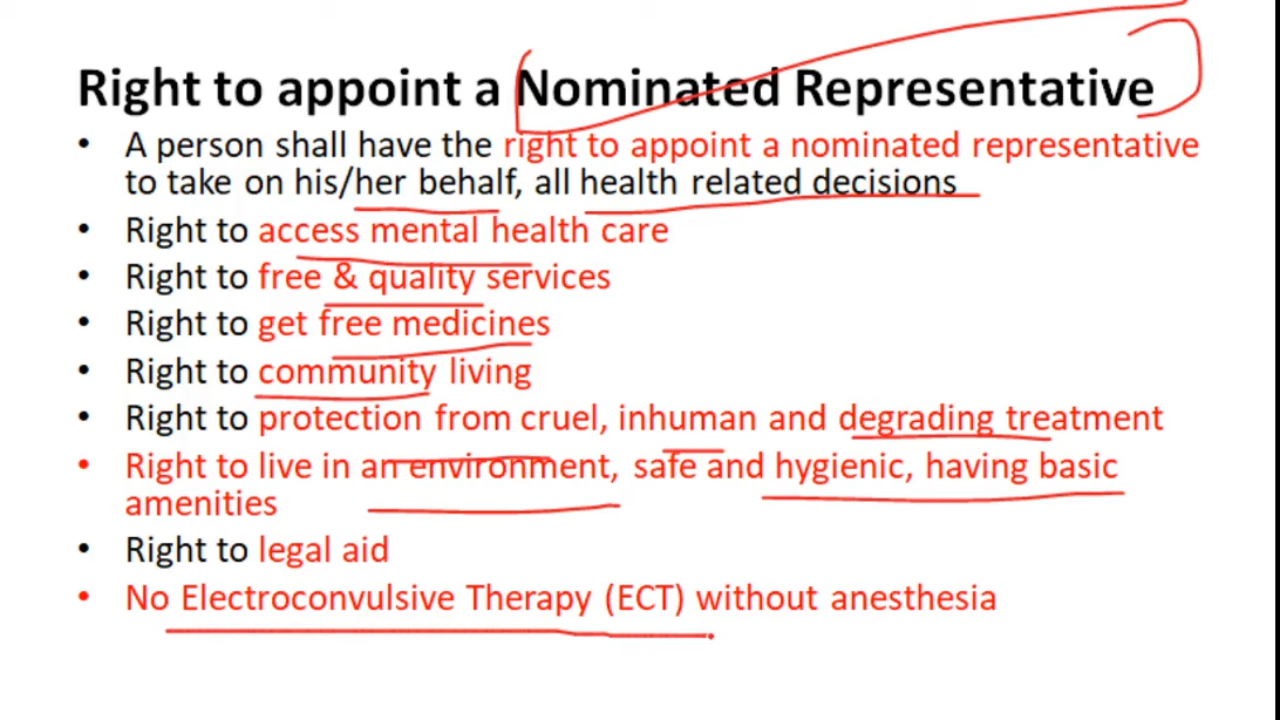 Right to appoint a Nominated Representative
• A person shall have the right to appoint a nominated representative
to take on his/her behalf, all health related decisions
• Right to access mental health care
• Right to free & quality services
• Right to get free medicines
• Right to community living
• Right to protection from cruel, inhuman and degrading treatment
• Right to live in an environment, safe and hygienic, having basic
amenities
• Right to legal aid
• No Electroconvulsive Therapy (ECT) without anesthesia